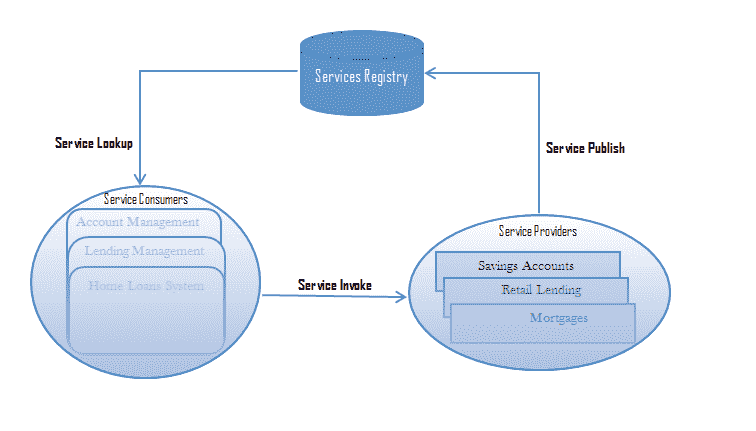 Services Registry
Service Lookup
Service Publish
Service Consumers
Account Management
Lending Management
Home Loans System
Service Invoke
Service Providers
Savings Accounts
Retail Lending
Mortgages